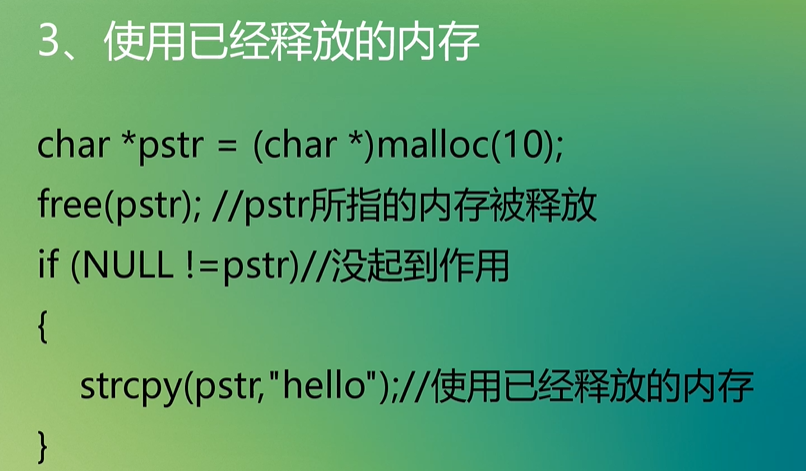 3、使用已经释放的内存
char *pstr = (char *)malloc(10);
free(pstr); //pstr所指的内存被释放
if (NULL !=pstr)//没起到作用
{
strcpy(pstr,"hello");//使用已经释放的内存
}